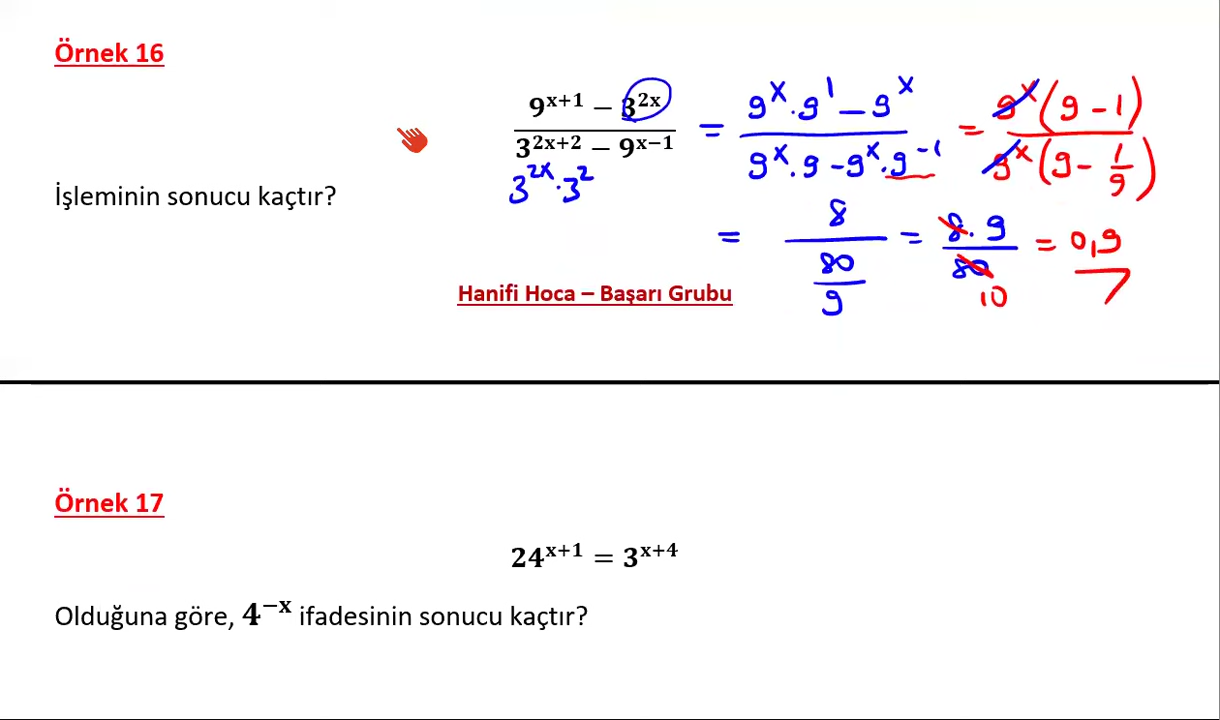 Örnek 16
9^{x+1} − 3^{2x} / 3^{2x+2} − 9^{x−1} = 9^x · 9^1 − 9^x / 9^x · 9 − 9^x · 9^{−1} = 9^x (9 − 1) / 9^x (9 − 1/9)
3^{2x} · 3^2
İşleminin sonucu kaçtır?
= 8 / (80/9) = 8 · 9 / 80 = 0,9
10
Hanifi Hoca – Başarı Grubu
Örnek 17
24^{x+1} = 3^{x+4}
Olduğuna göre, 4^{−x} ifadesinin sonucu kaçtır?